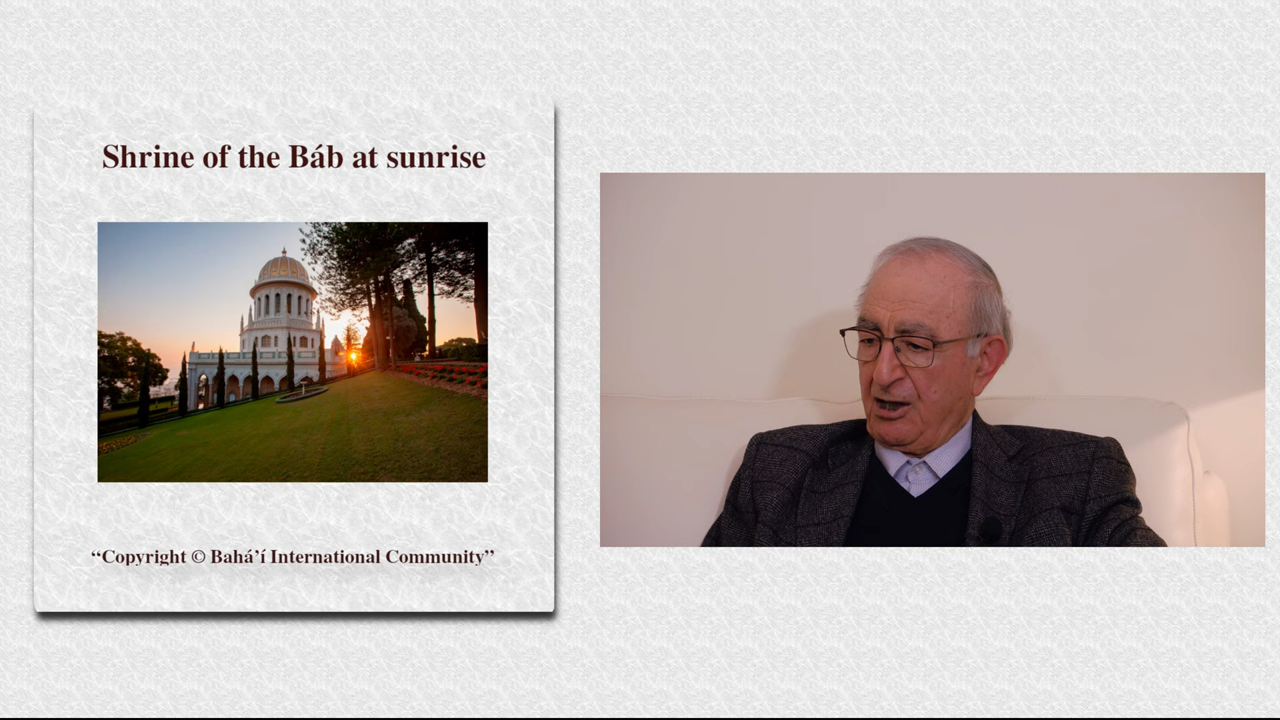 Shrine of the Báb at sunrise
“Copyright © Bahá’í International Community”